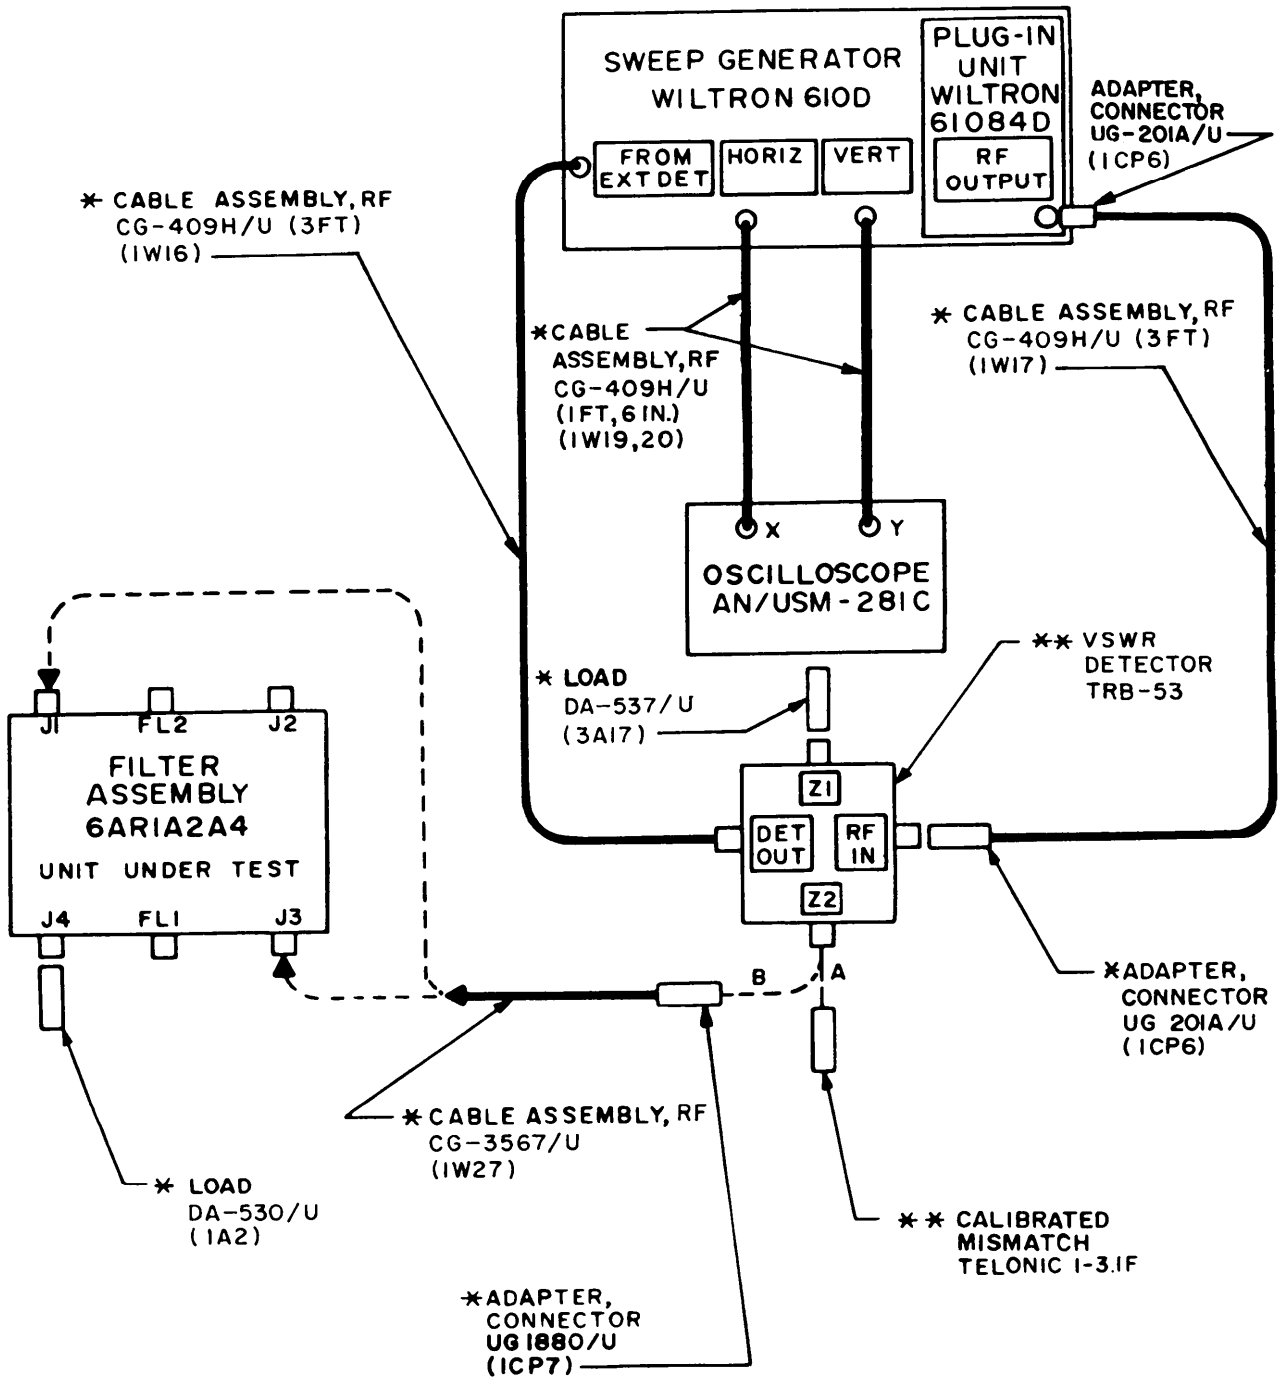 SWEEP GENERATOR
WILTRON 610D
PLUG-IN
UNIT
WILTRON
61084D
RF
OUTPUT
FROM
EXT DET
HORIZ
VERT
ADAPTER,
CONNECTOR
UG-201A/U
(1CP6)
* CABLE ASSEMBLY, RF
CG-409H/U (3FT)
(1W16)
* CABLE
ASSEMBLY, RF
CG-409H/U
(1FT, 6IN.)
(1W19,20)
* CABLE ASSEMBLY, RF
CG-409H/U (3FT)
(1W17)
X
Y
OSCILLOSCOPE
AN/USM-281C
** VSWR
DETECTOR
TRB-53
* LOAD
DA-537/U
(3A17)
Z1
DET
OUT
RF
IN
Z2
J1
FL2
J2
FILTER
ASSEMBLY
6AR1A2A4
UNIT UNDER TEST
J4
FL1
J3
B
A
* ADAPTER,
CONNECTOR
UG 201A/U
(1CP6)
* CABLE ASSEMBLY, RF
CG-3567/U
(1W27)
* LOAD
DA-530/U
(1A2)
** CALIBRATED
MISMATCH
TELONIC 1-3.1F
* ADAPTER,
CONNECTOR
UG 1880/U
(1CP7)